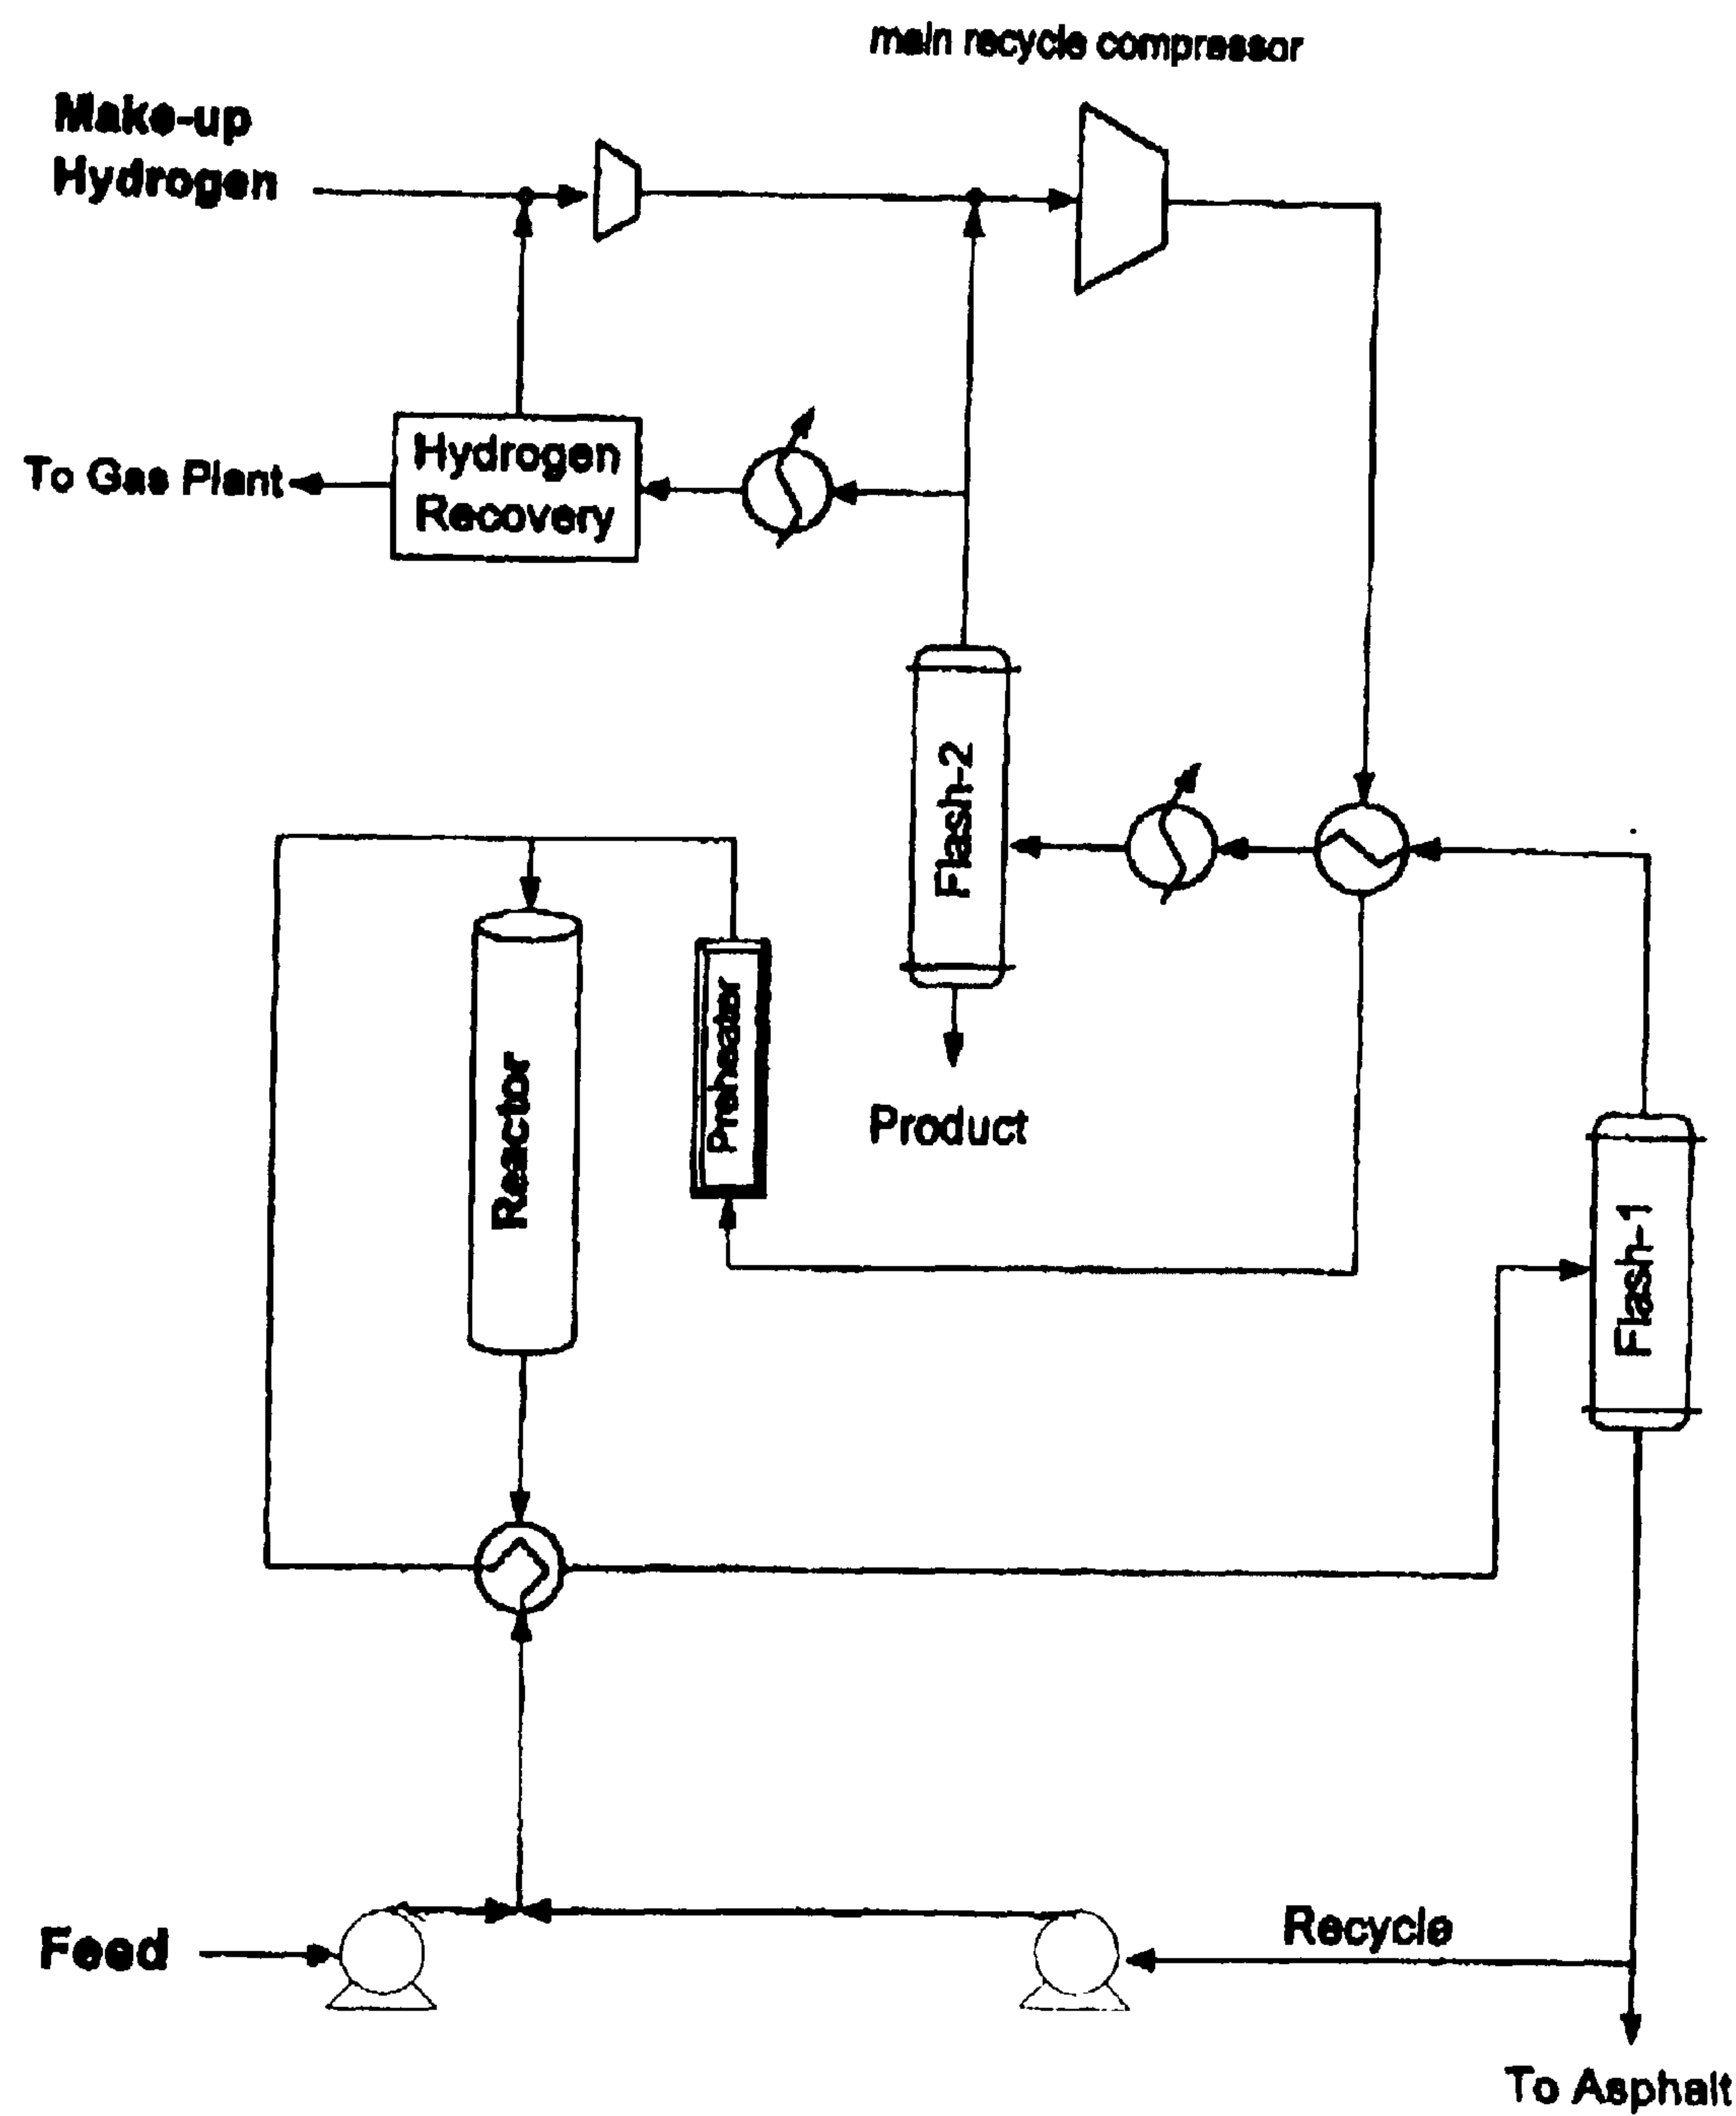 main recycle compressor
Make-up
Hydrogen
Hydrogen
Recovery
To Gas Plant
Flash-2
Reactor
Preheater
Product
Flash-1
Feed
Recycle
To Asphalt